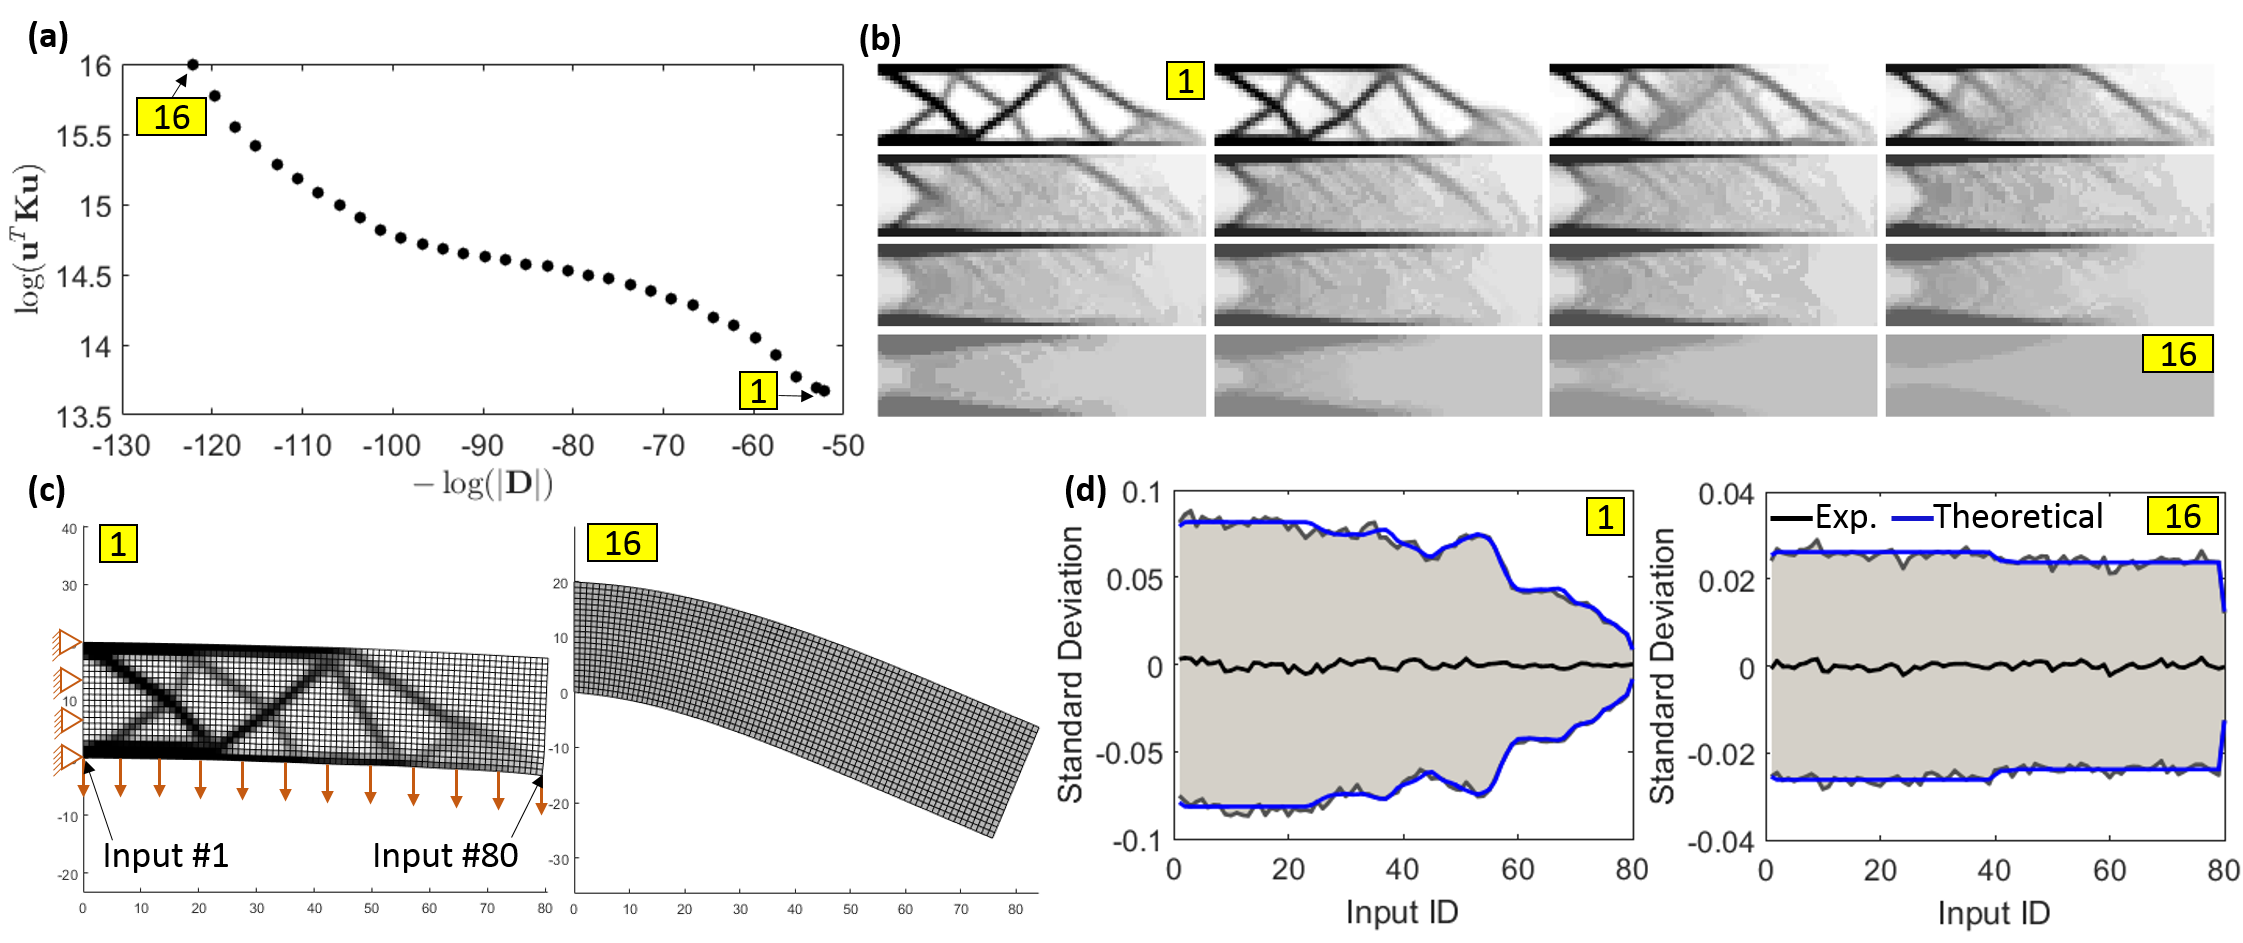 (a)
16
15.5
15
14.5
14
13.5
log(u^T Ku)
16
1
-130 -120 -110 -100 -90 -80 -70 -60 -50
− log(|D|)
(b)
1
16
(c)
40
30
10
-10
-20
1
0 10 20 30 40 50 60 70 80
Input #1
Input #80
16
20
10
0
-10
-20
-30
0 10 20 30 40 50 60 70 80
(d)
Standard Deviation
0.1
0.05
0
-0.05
-0.1
1
0 20 40 60 80
Input ID
Standard Deviation
0.04
0.02
0
-0.02
-0.04
Exp. Theoretical
16
0 20 40 60 80
Input ID